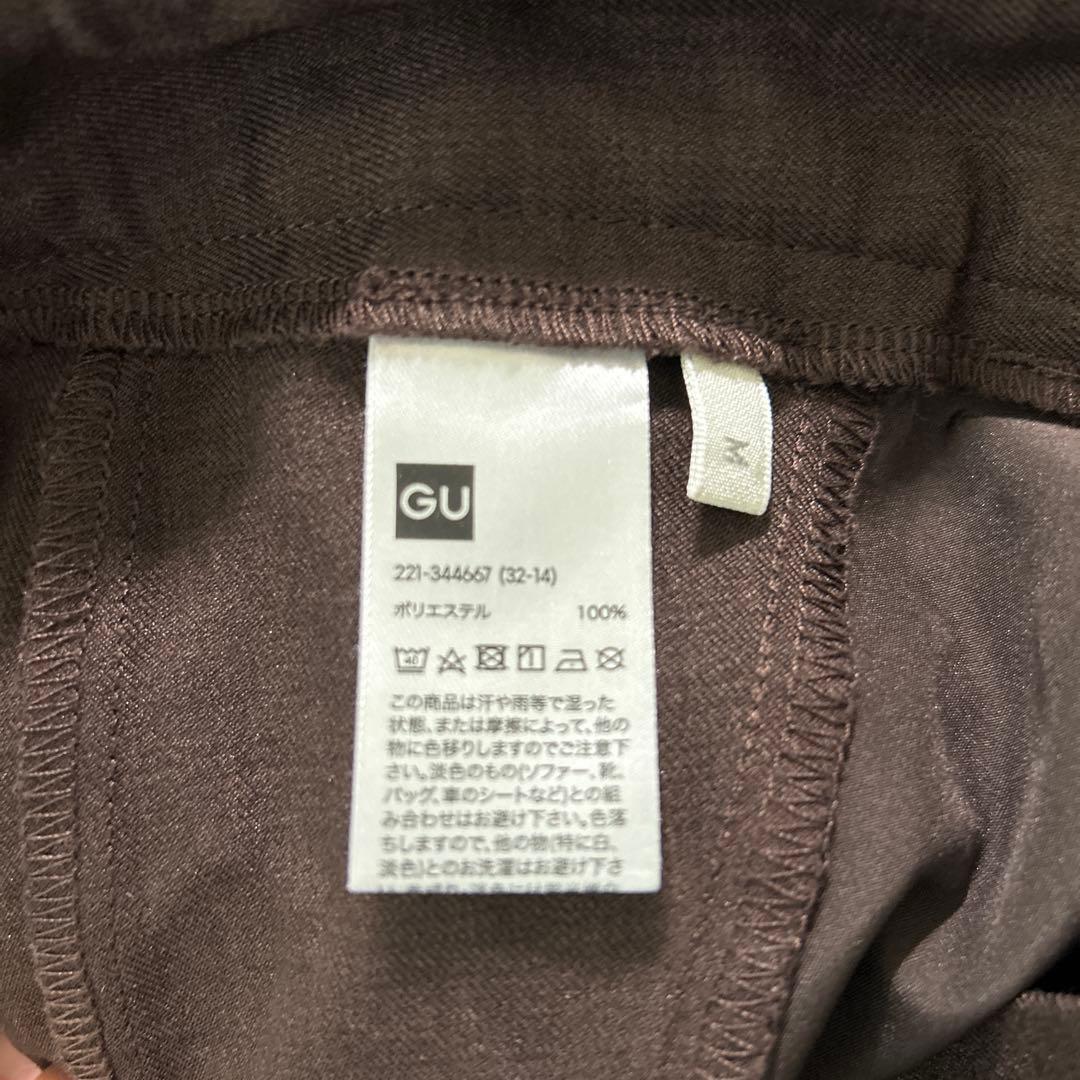 GU
M
221-344667 (32-14)
ポリエステル 100%
40
この商品は汗や雨等で湿った
状態、または摩擦によって、他の
物に色移りしますのでご注意下
さい。淡色のもの(ソファー、靴、
バッグ、車のシートなど)との組
み合わせはお避け下さい。色落
ちしますので、他の物(特に白、
淡色)とのお洗濯はお避け下さ